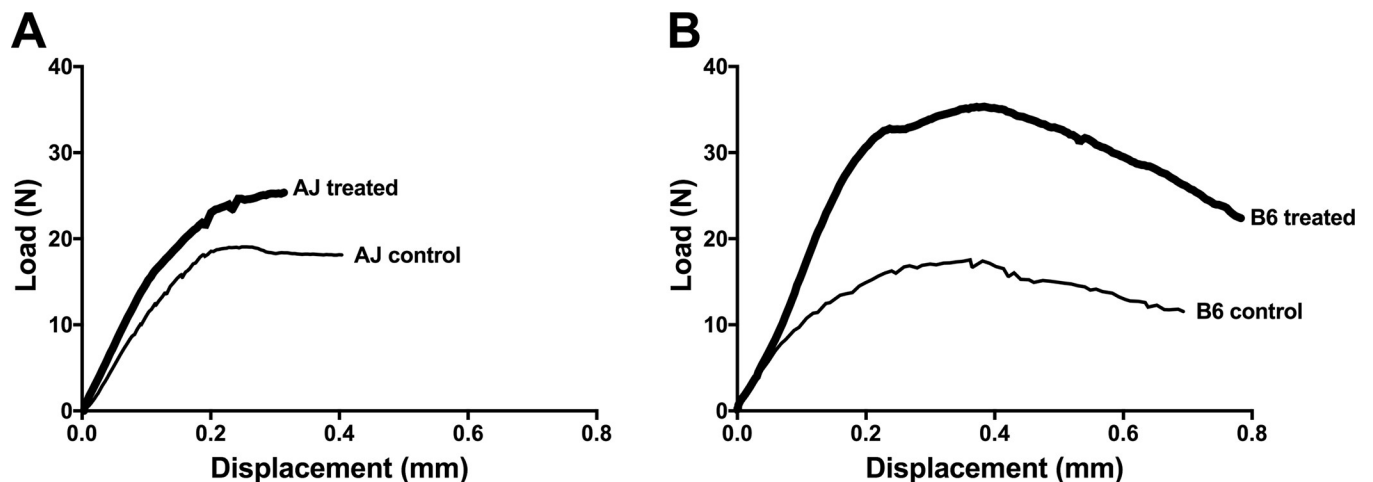 A
40
30
20
10
0
Load (N)
AJ treated
AJ control
0.0 0.2 0.4 0.6 0.8
Displacement (mm)
B
40
30
20
10
0
Load (N)
B6 treated
B6 control
0.0 0.2 0.4 0.6 0.8
Displacement (mm)